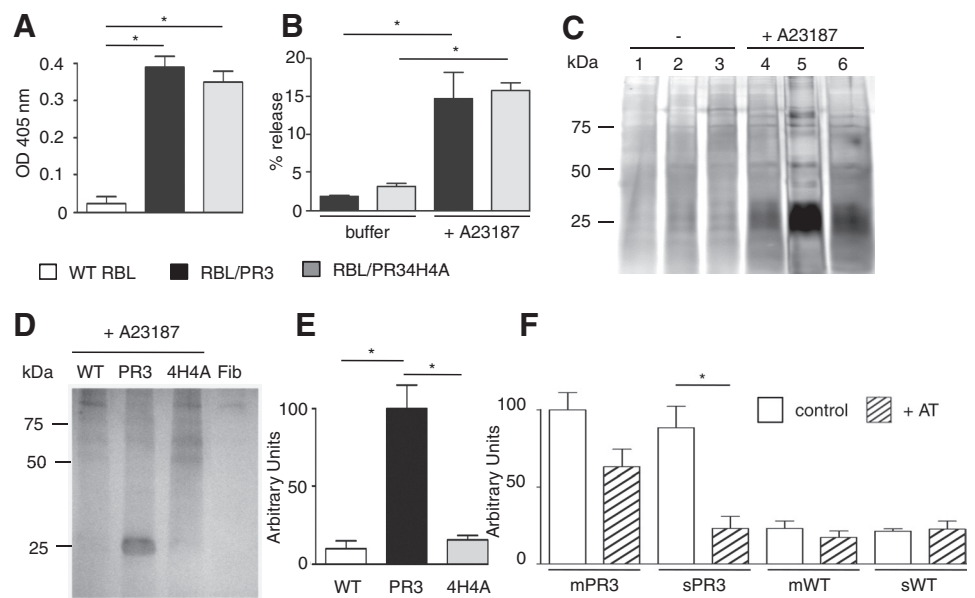 A
*
*
OD 405 nm
0.4
0.3
0.2
0.1
0
B
*
*
% release
20
15
10
5
0
buffer
+ A23187
C
-
+ A23187
kDa
1 2 3 4 5 6
75
50
25
WT RBL
RBL/PR3
RBL/PR34H4A
D
+ A23187
kDa
WT PR3 4H4A Fib
75
50
25
E
*
*
Arbitrary Units
100
50
0
WT PR3 4H4A
F
*
control
+ AT
Arbitrary Units
100
50
0
mPR3 sPR3 mWT sWT